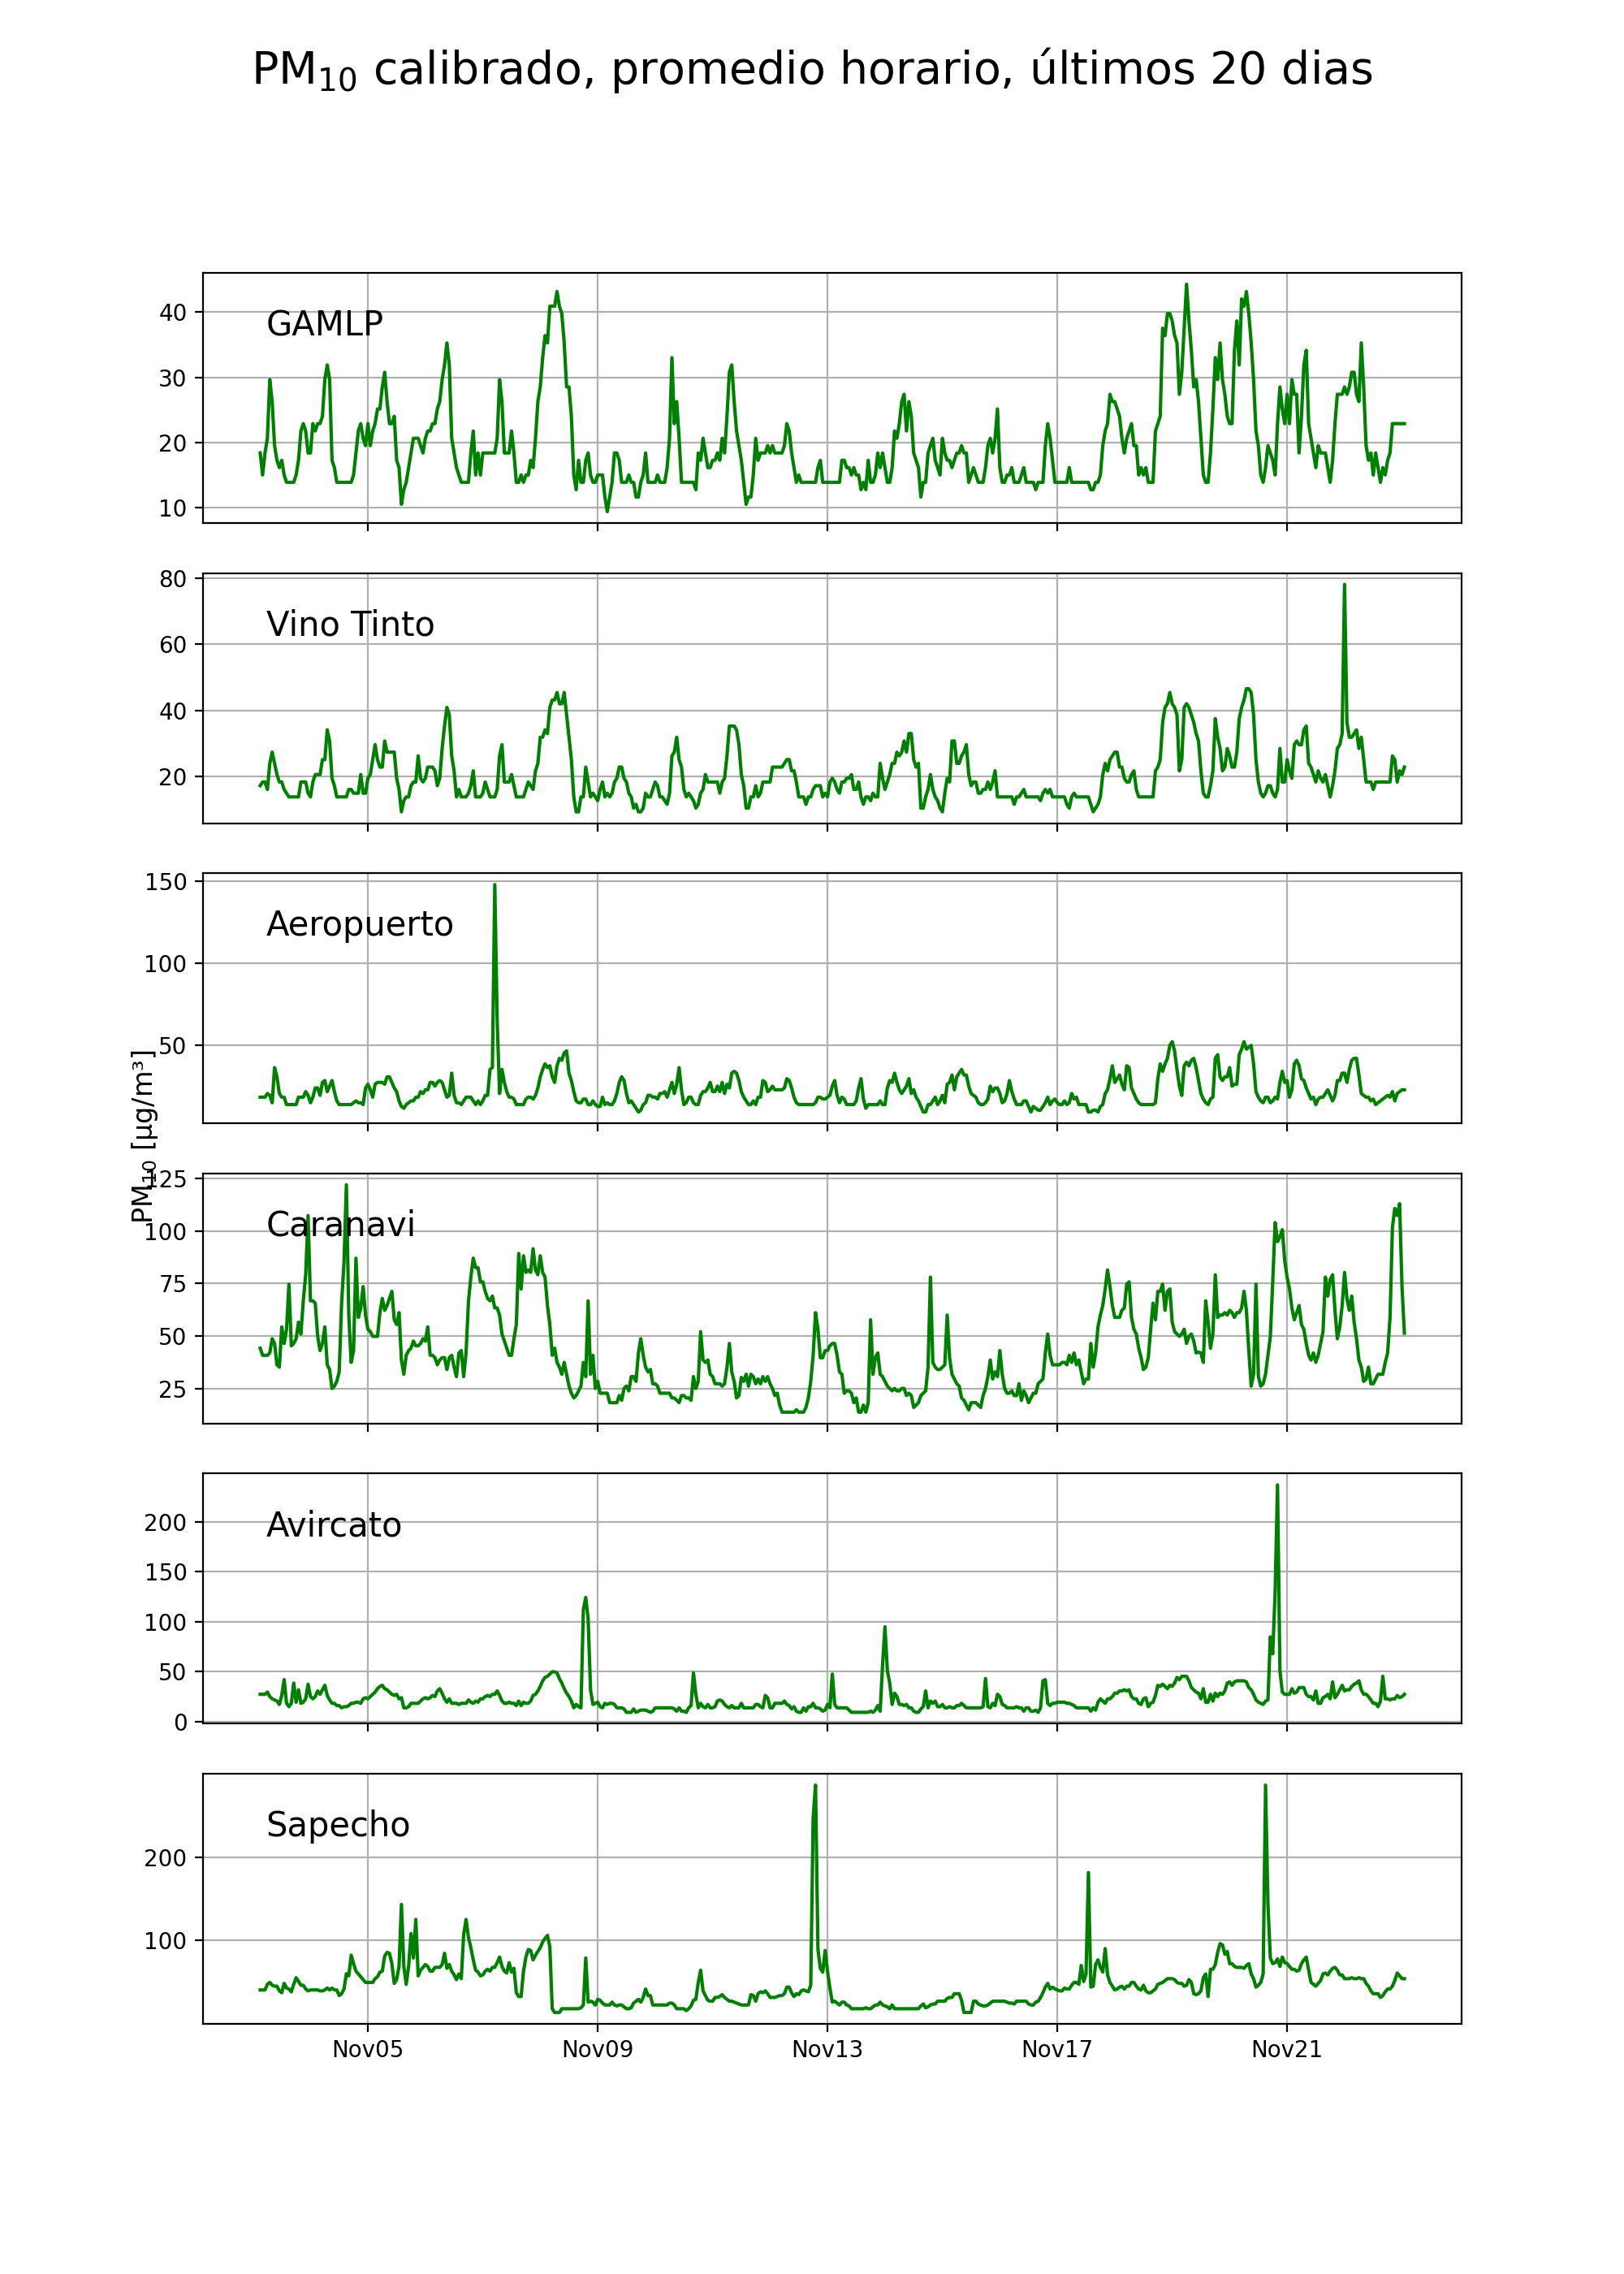 PM₁₀ calibrado, promedio horario, últimos 20 dias
GAMLP
40
30
20
10
Vino Tinto
80
60
40
20
Aeropuerto
150
100
50
PM₁₀ [µg/m³]
Caranavi
125
100
75
50
25
Avircato
200
150
100
50
0
Sapecho
200
100
Nov05 Nov09 Nov13 Nov17 Nov21